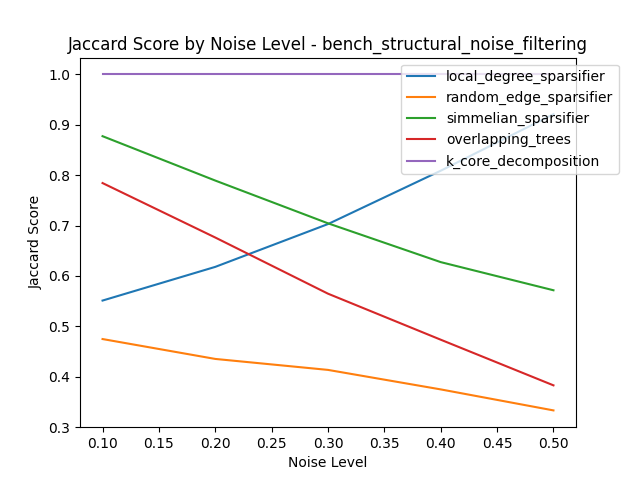 Jaccard Score by Noise Level - bench_structural_noise_filtering
1.0
0.9
0.8
0.7
0.6
0.5
0.4
0.3
Jaccard Score
local_degree_sparsifier
random_edge_sparsifier
simmelian_sparsifier
overlapping_trees
k_core_decomposition
0.10 0.15 0.20 0.25 0.30 0.35 0.40 0.45 0.50
Noise Level